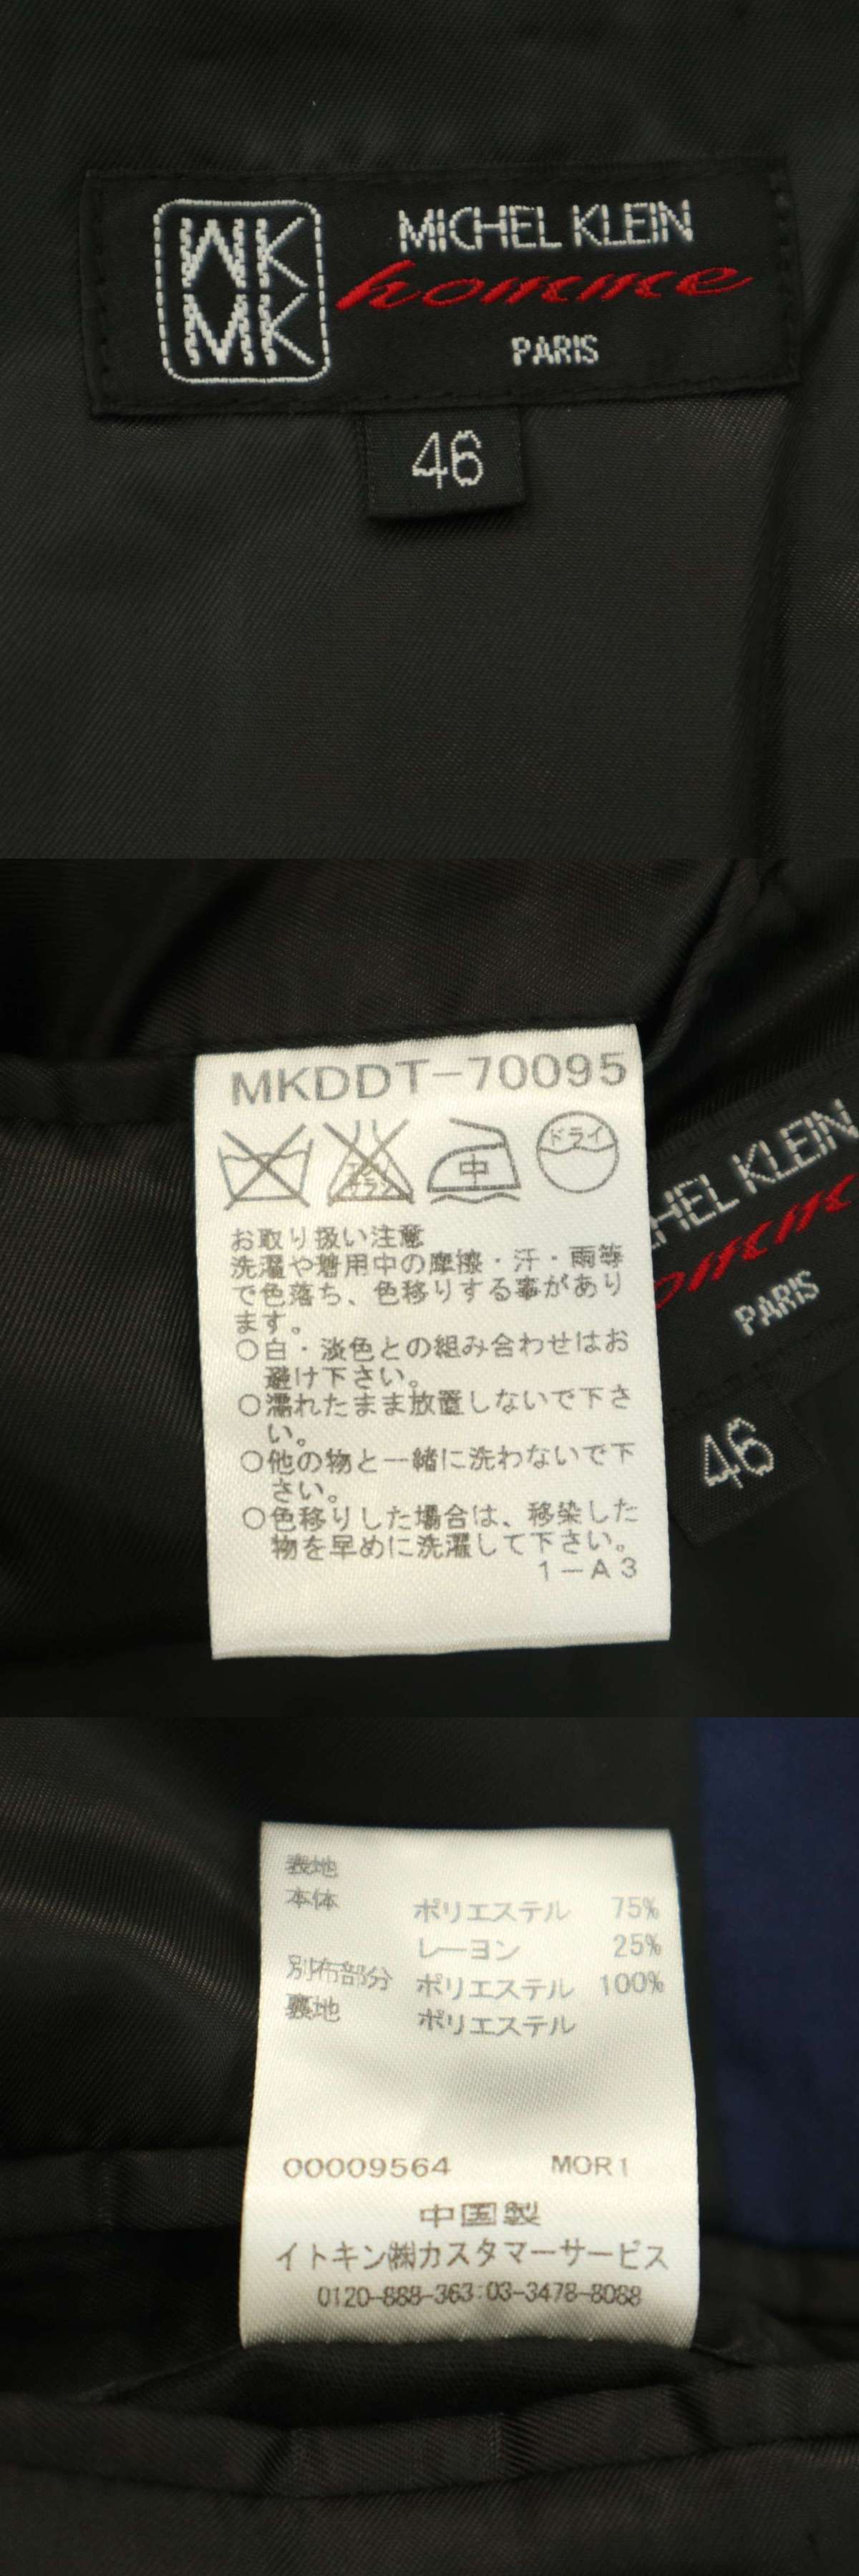 MK
MK
MICHEL KLEIN
homme
PARIS
46
MKDDT-70095
エンソ
サラシ
中
ドライ
お取り扱い注意
洗濯や着用中の摩擦・汗・雨等
で色落ち、色移りする事があり
ます。
○白・淡色との組み合わせはお
避け下さい。
○濡れたまま放置しないで下さ
い。
○他の物と一緒に洗わないで下
さい。
○色移りした場合は、移染した
物を早めに洗濯して下さい。
1-A3
HEL KLEIN
omme
PARIS
46
表地
本体 ポリエステル 75%
レーヨン 25%
別布部分 ポリエステル 100%
裏地 ポリエステル
00009564 MOR1
中国製
イトキン㈱カスタマーサービス
0120-888-363:03-3478-8088